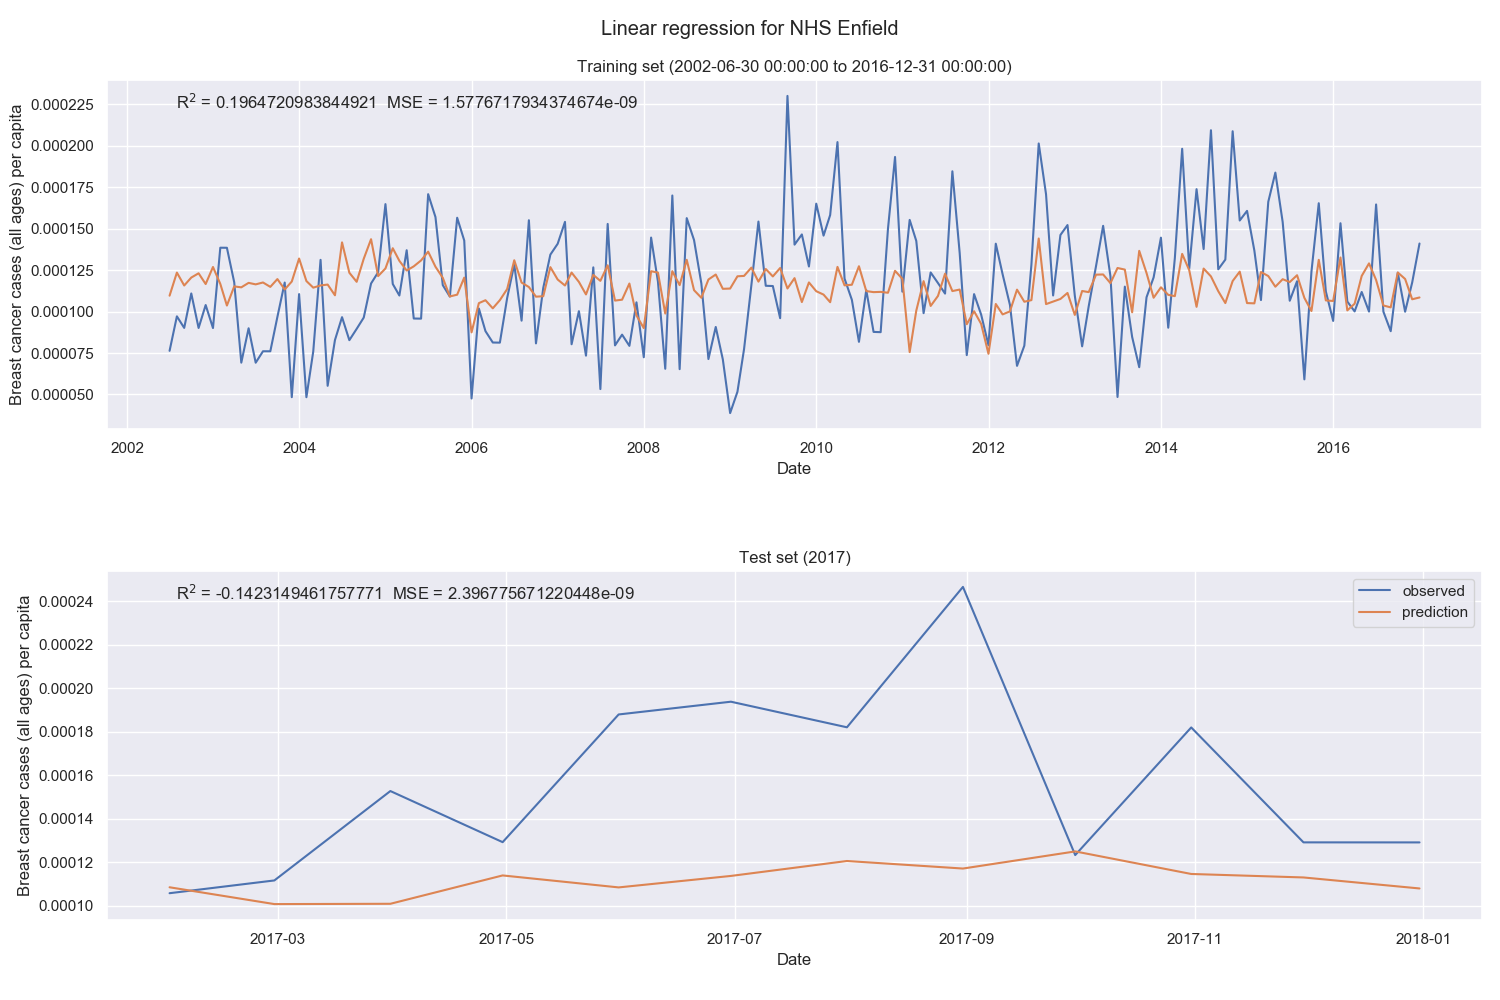 Linear regression for NHS Enfield
Training set (2002-06-30 00:00:00 to 2016-12-31 00:00:00)
R² = 0.1964720983844921 MSE = 1.5776717934374674e-09
Breast cancer cases (all ages) per capita
0.000225
0.000200
0.000175
0.000150
0.000125
0.000100
0.000075
0.000050
2002 2004 2006 2008 2010 2012 2014 2016
Date
Test set (2017)
R² = -0.1423149461757771 MSE = 2.396775671220448e-09
observed
prediction
Breast cancer cases (all ages) per capita
0.00024
0.00022
0.00020
0.00018
0.00016
0.00014
0.00012
0.00010
2017-03 2017-05 2017-07 2017-09 2017-11 2018-01
Date